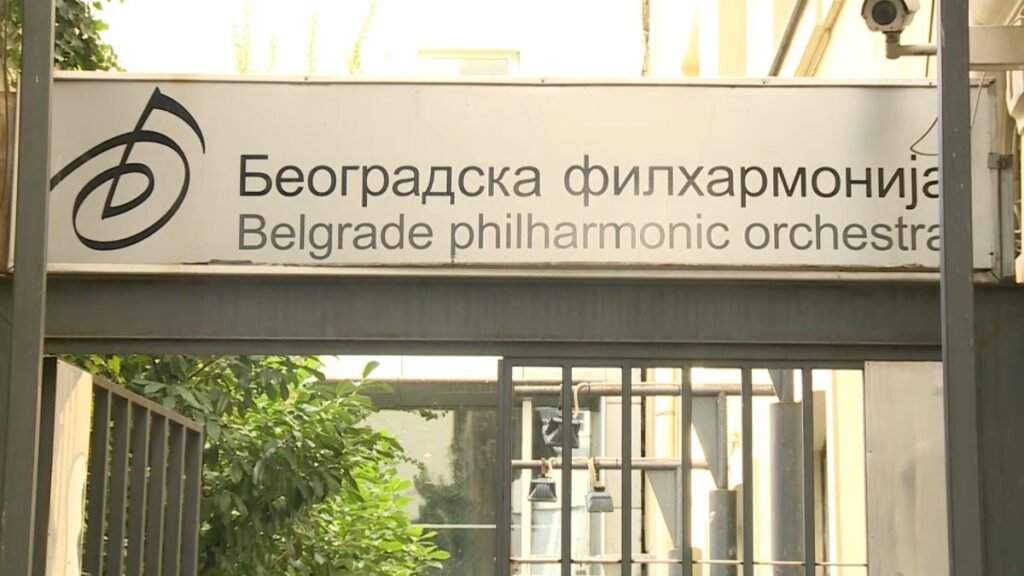 Београдска филхармонија
Belgrade philharmonic orchestra